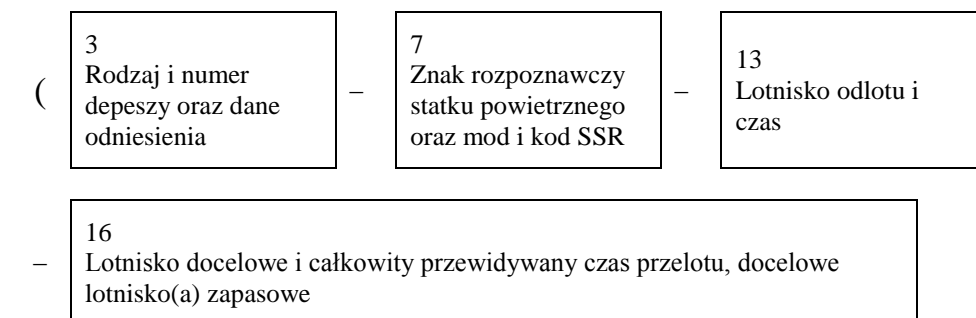 (
3
Rodzaj i numer
depeszy oraz dane
odniesienia
–
7
Znak rozpoznawczy
statku powietrznego
oraz mod i kod SSR
–
13
Lotnisko odlotu i
czas
–
16
Lotnisko docelowe i całkowity przewidywany czas przelotu, docelowe
lotnisko(a) zapasowe